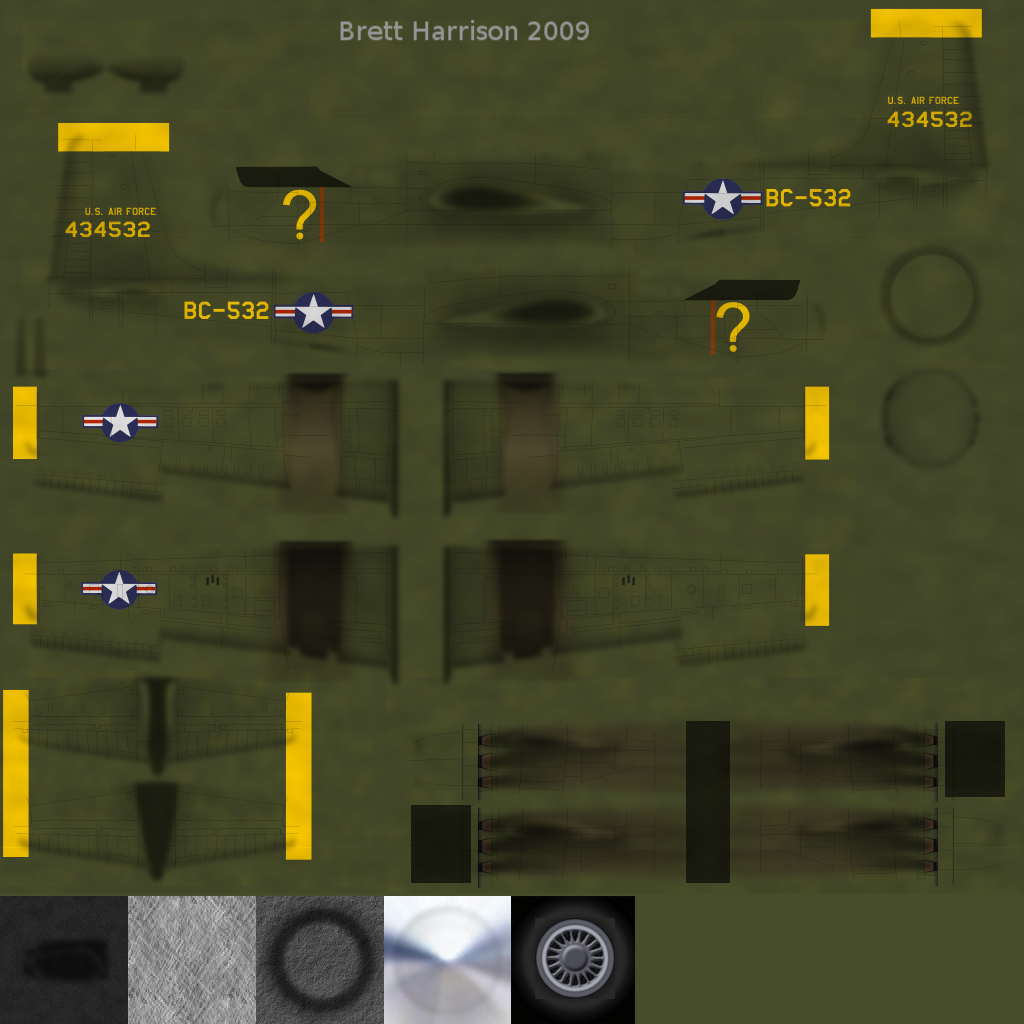 Brett Harrison 2009
U.S. AIR FORCE
434532
U.S. AIR FORCE
434532
?
BC-532
BC-532
?